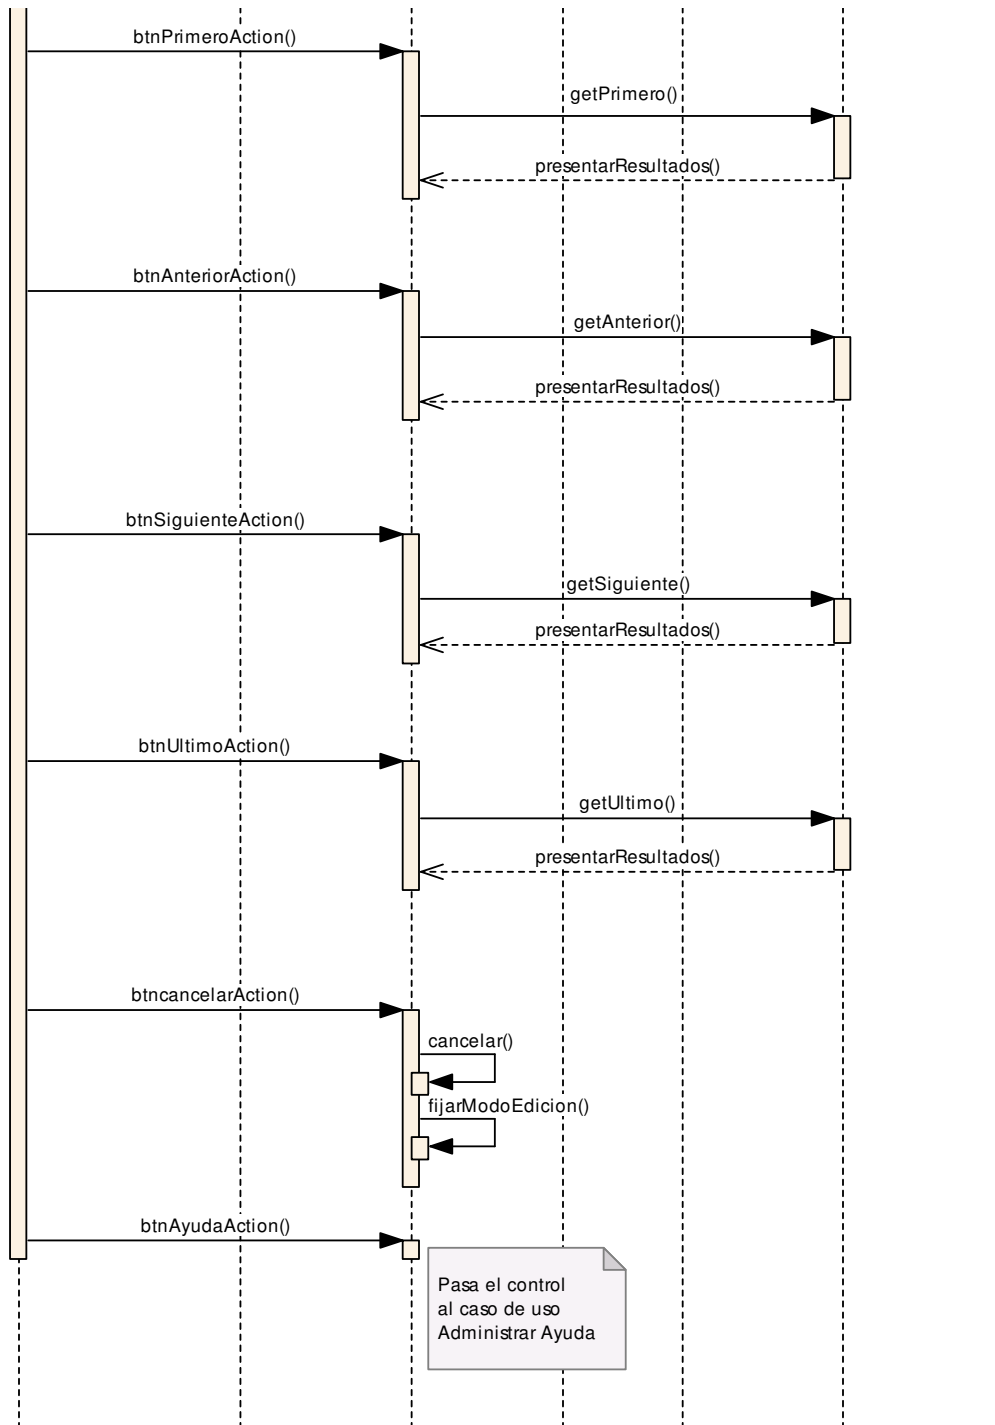 btnPrimeroAction()
getPrimero()
presentarResultados()
btnAnteriorAction()
getAnterior()
presentarResultados()
btnSiguienteAction()
getSiguiente()
presentarResultados()
btnUltimoAction()
getUltimo()
presentarResultados()
btncancelarAction()
cancelar()
fijarModoEdicion()
btnAyudaAction()
Pasa el control
al caso de uso
Administrar Ayuda